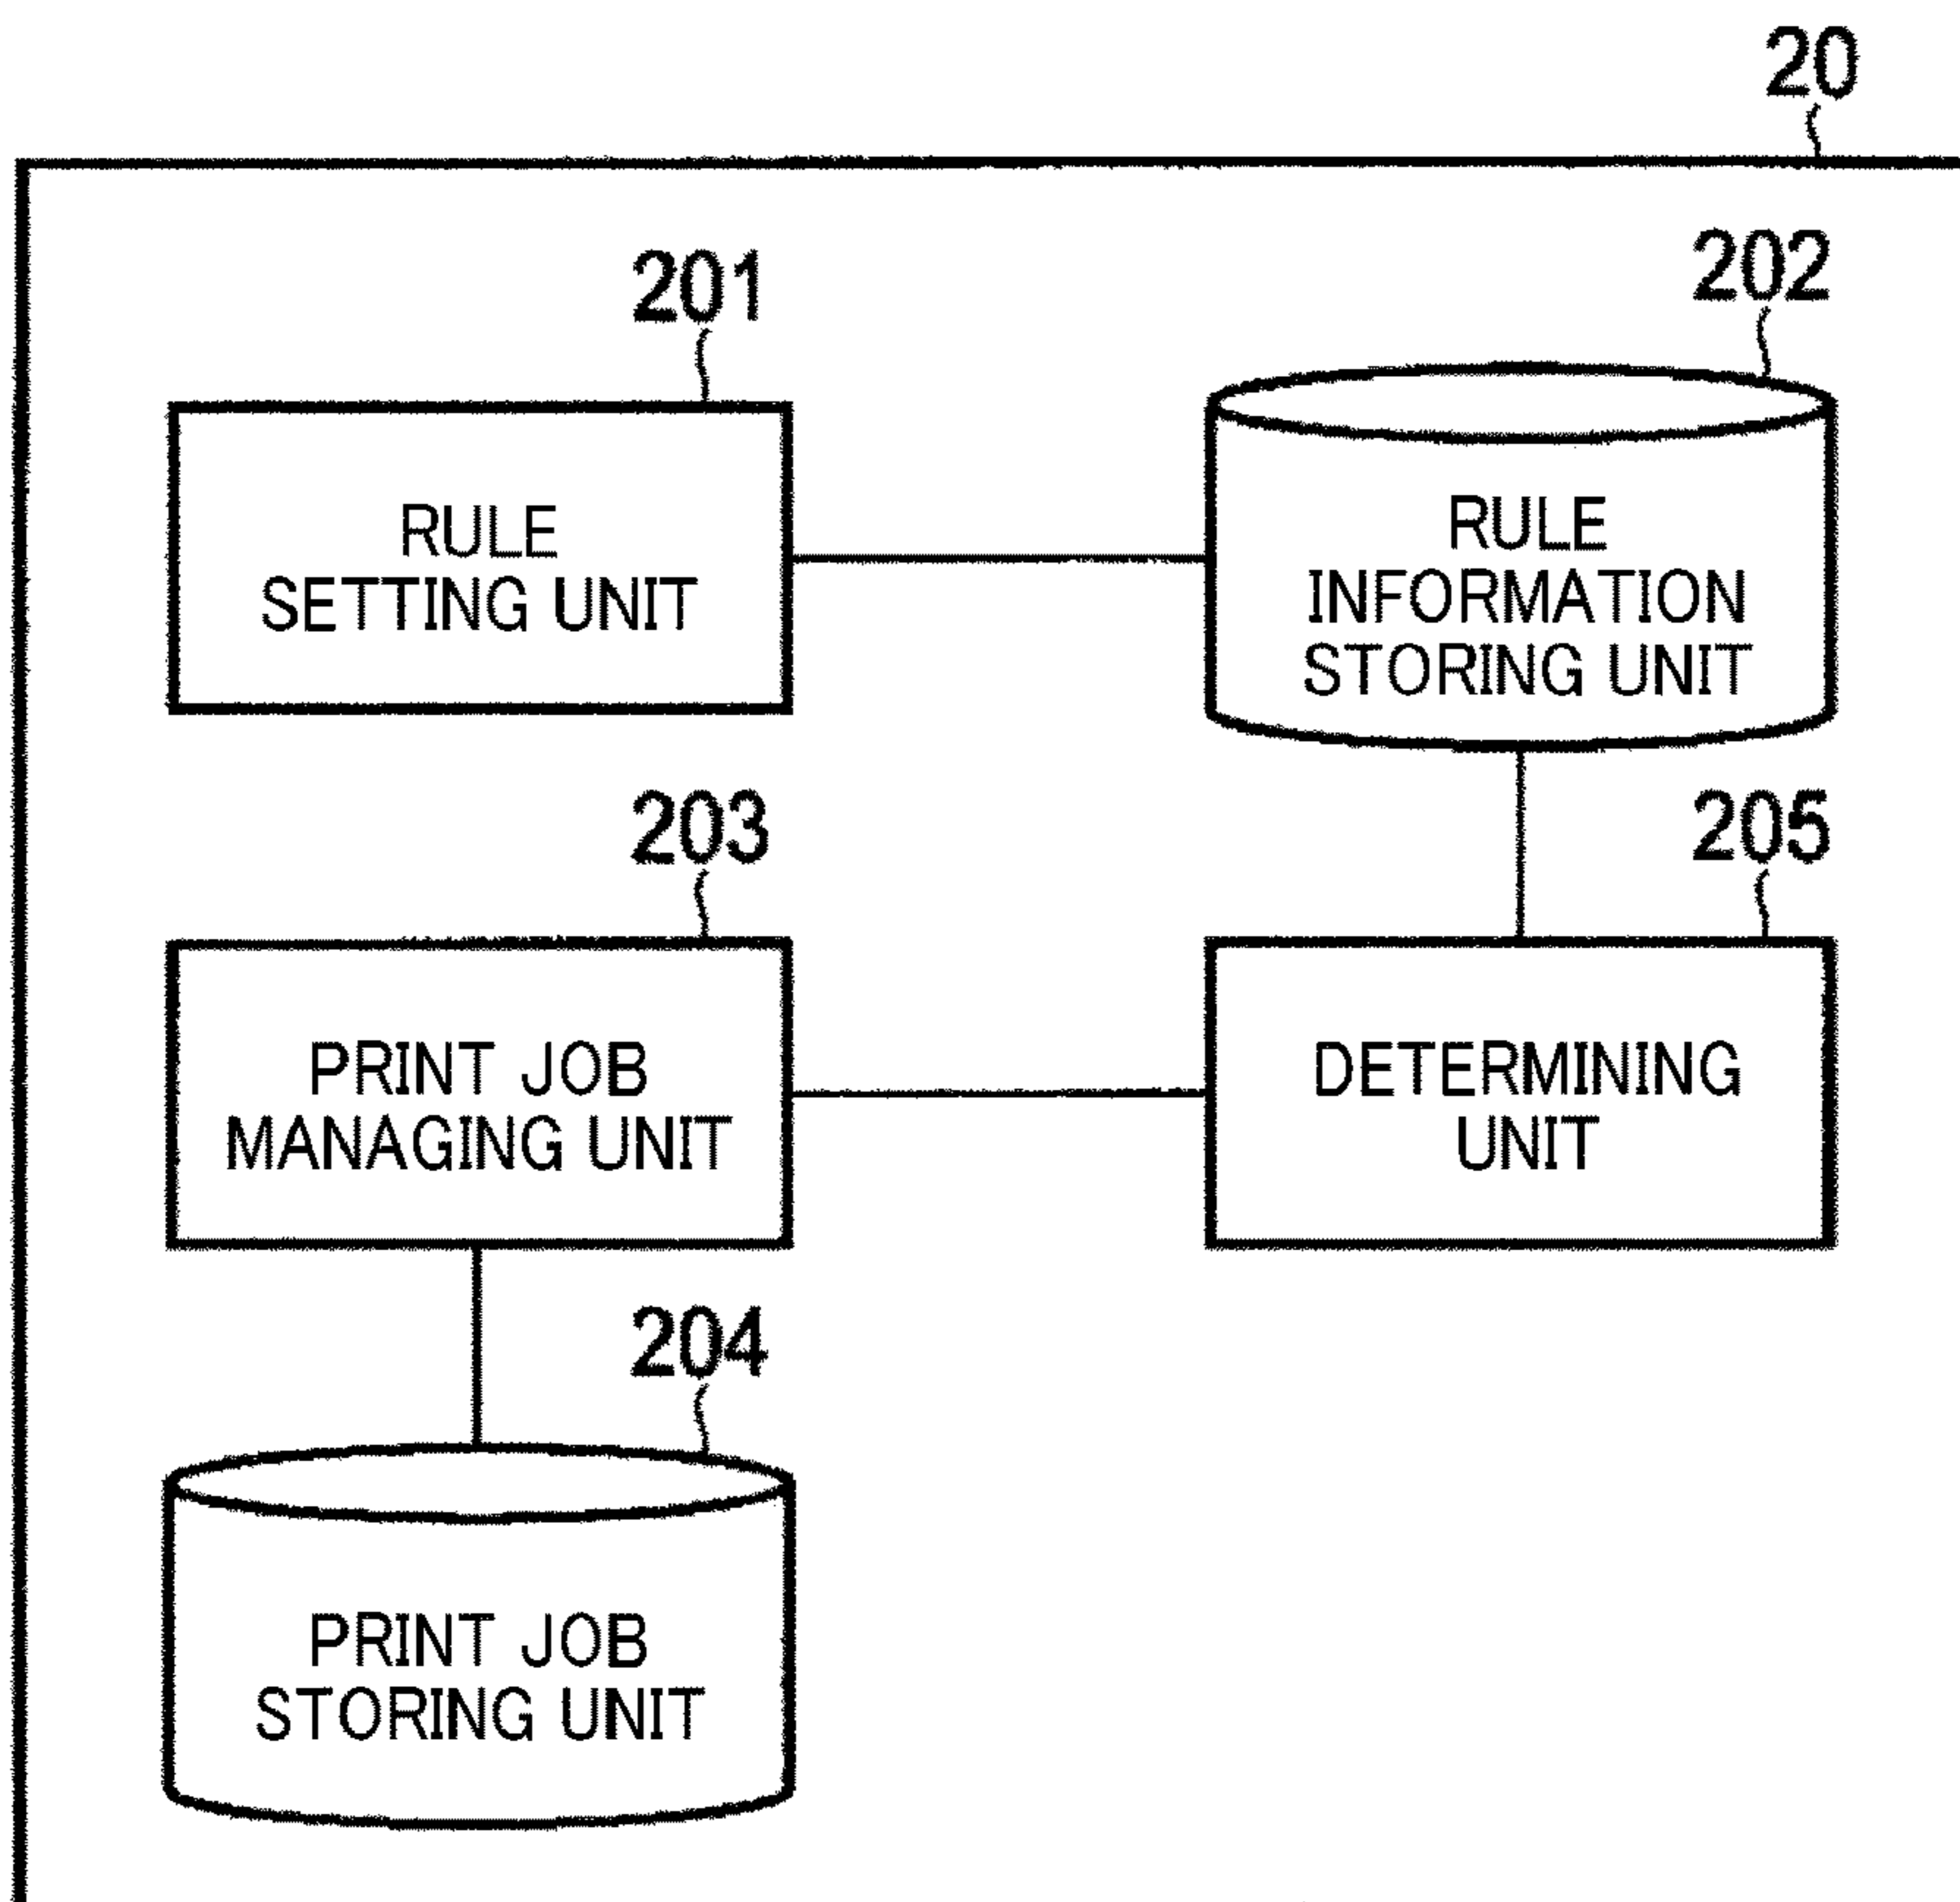 20
201
RULE
SETTING UNIT
202
RULE
INFORMATION
STORING UNIT
203
PRINT JOB
MANAGING UNIT
205
DETERMINING
UNIT
204
PRINT JOB
STORING UNIT